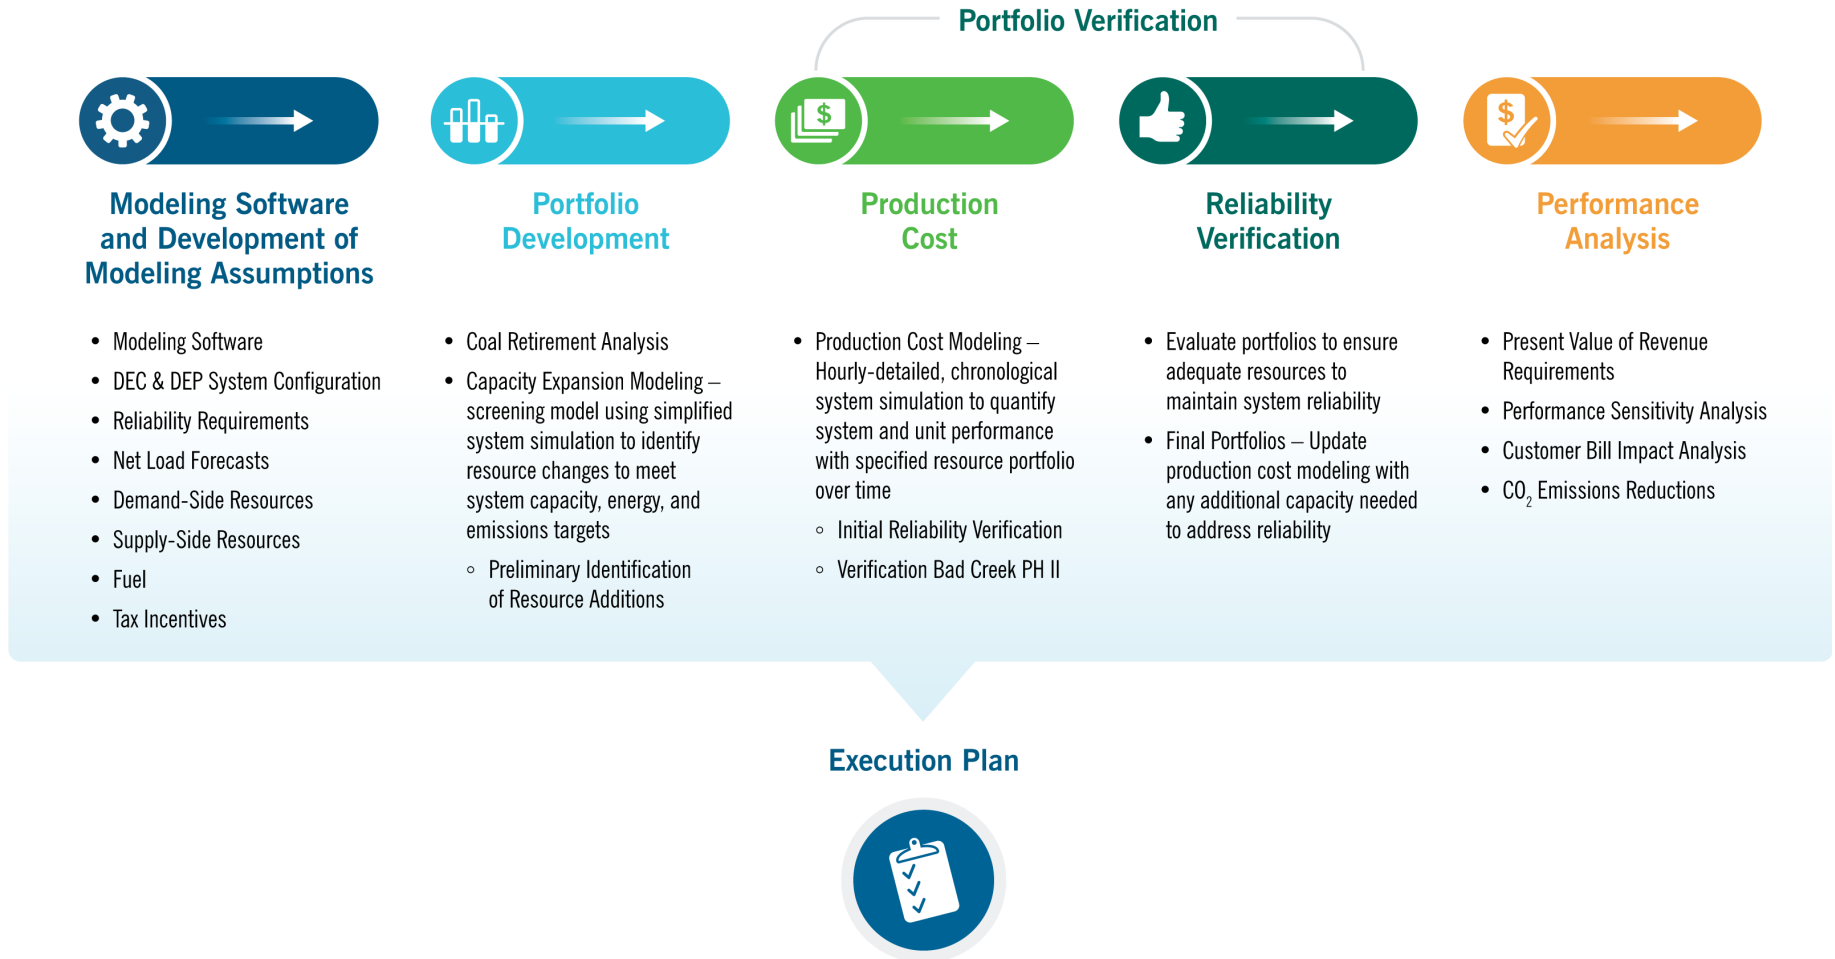 Portfolio Verification
$
$
Modeling Software
and Development of
Modeling Assumptions
• Modeling Software
• DEC & DEP System Configuration
• Reliability Requirements
• Net Load Forecasts
• Demand-Side Resources
• Supply-Side Resources
• Fuel
• Tax Incentives
Portfolio
Development
• Coal Retirement Analysis
• Capacity Expansion Modeling –
screening model using simplified
system simulation to identify
resource changes to meet
system capacity, energy, and
emissions targets
◦ Preliminary Identification
of Resource Additions
Production
Cost
• Production Cost Modeling –
Hourly-detailed, chronological
system simulation to quantify
system and unit performance
with specified resource portfolio
over time
◦ Initial Reliability Verification
◦ Verification Bad Creek PH II
Reliability
Verification
• Evaluate portfolios to ensure
adequate resources to
maintain system reliability
• Final Portfolios – Update
production cost modeling with
any additional capacity needed
to address reliability
Performance
Analysis
• Present Value of Revenue
Requirements
• Performance Sensitivity Analysis
• Customer Bill Impact Analysis
• CO₂ Emissions Reductions
Execution Plan